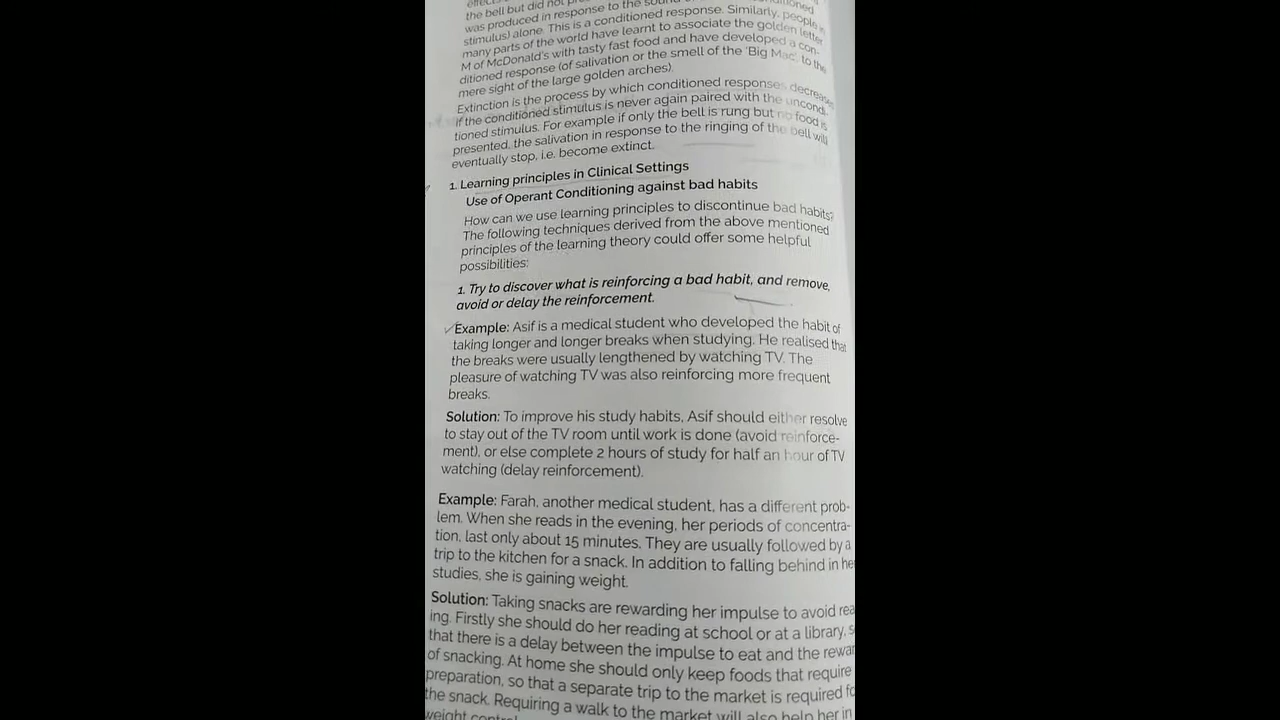 the bell but did not
was produced in response to the sound
stimulus) alone. This is a conditioned response. Similarly, people
many parts of the world have learnt to associate the golden letter
M of McDonald's with tasty fast food and have developed a con-
ditioned response (of salivation or the smell of the 'Big Mac', to the
mere sight of the large golden arches).
Extinction is the process by which conditioned responses decreas
if the conditioned stimulus is never again paired with the uncondi-
tioned stimulus. For example if only the bell is rung but no food is
presented, the salivation in response to the ringing of the bell will
eventually stop, i.e. become extinct.
1. Learning principles in Clinical Settings
Use of Operant Conditioning against bad habits
How can we use learning principles to discontinue bad habits?
The following techniques derived from the above mentioned
principles of the learning theory could offer some helpful
possibilities:
1. Try to discover what is reinforcing a bad habit, and remove,
avoid or delay the reinforcement.
Example: Asif is a medical student who developed the habit of
taking longer and longer breaks when studying. He realised that
the breaks were usually lengthened by watching TV. The
pleasure of watching TV was also reinforcing more frequent
breaks.
Solution: To improve his study habits, Asif should either resolve
to stay out of the TV room until work is done (avoid reinforce-
ment), or else complete 2 hours of study for half an hour of TV
watching (delay reinforcement).
Example: Farah, another medical student, has a different prob-
lem. When she reads in the evening, her periods of concentra-
tion, last only about 15 minutes. They are usually followed by a
trip to the kitchen for a snack. In addition to falling behind in he
studies, she is gaining weight.
Solution: Taking snacks are rewarding her impulse to avoid rea
ing. Firstly she should do her reading at school or at a library, s
that there is a delay between the impulse to eat and the rewar
of snacking. At home she should only keep foods that require
preparation, so that a separate trip to the market is required fo
the snack. Requiring a walk to the market will also help her in
weight control